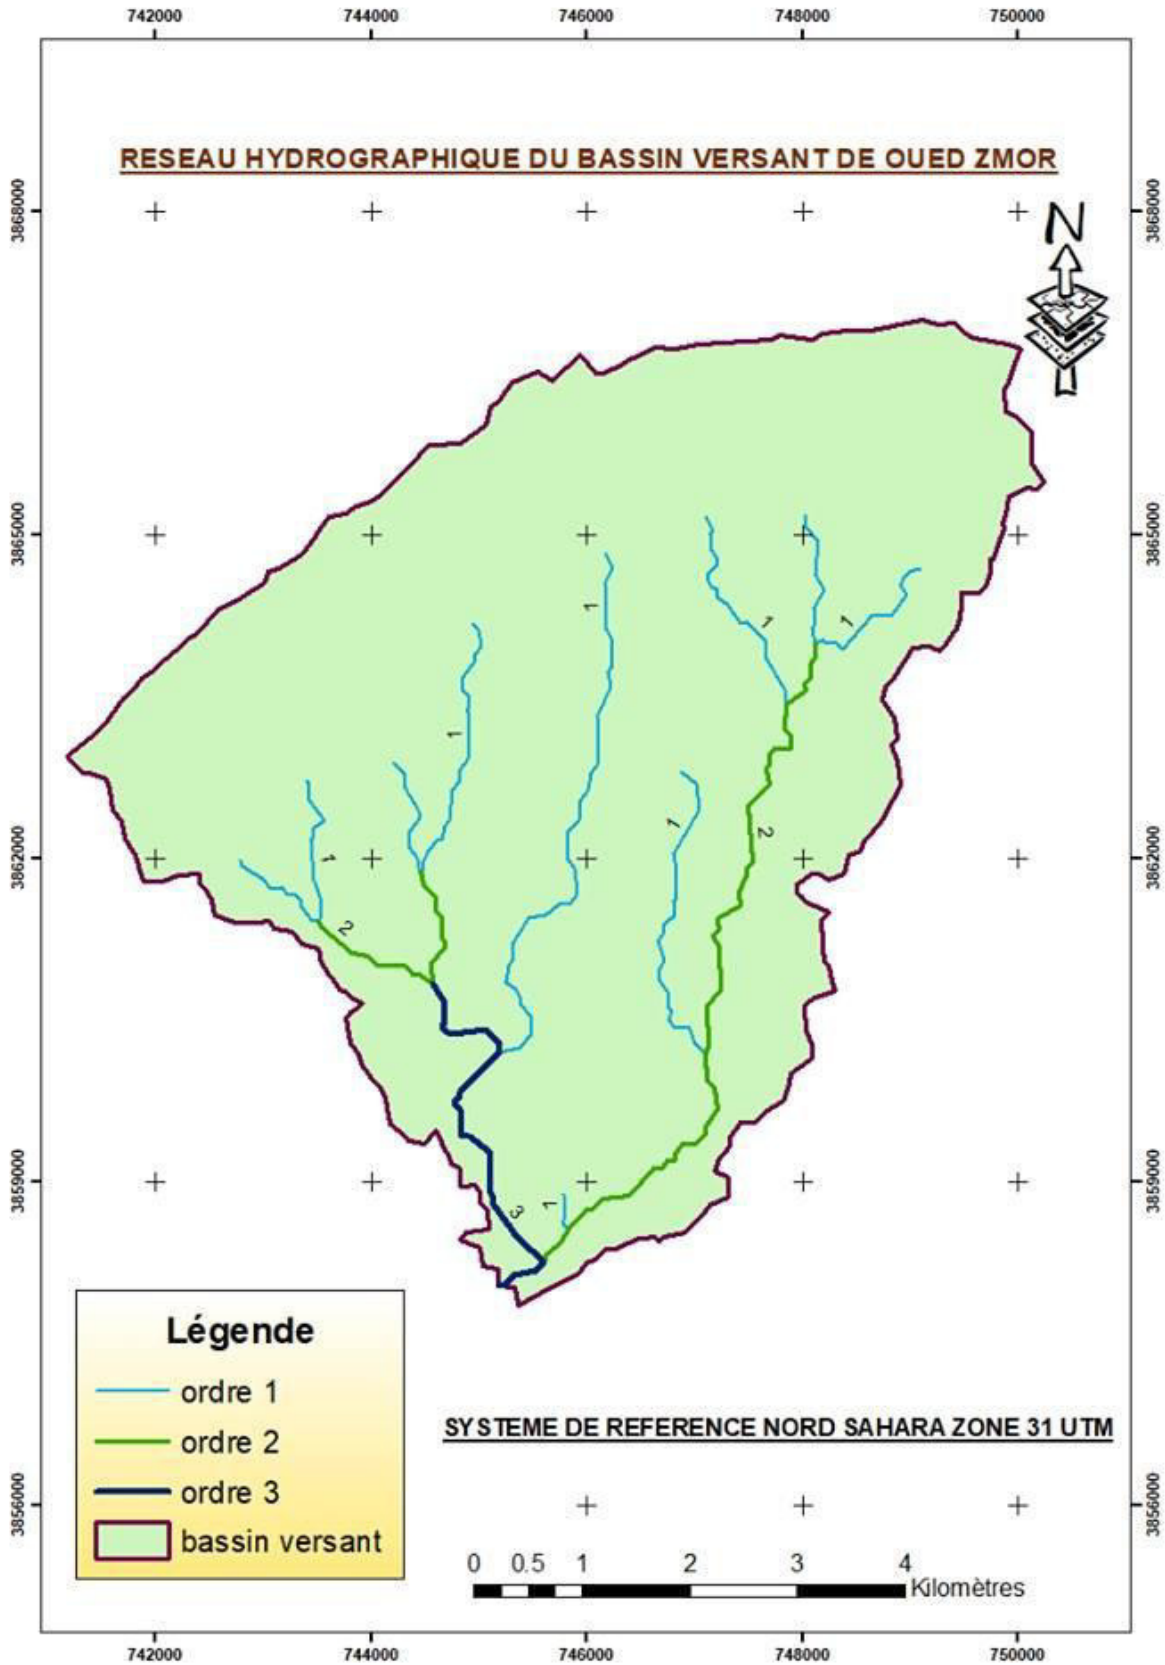 742000 744000 746000 748000 750000
RESEAU HYDROGRAPHIQUE DU BASSIN VERSANT DE OUED ZMOR
3868000 3868000
N
3865000 3865000
1 1 1
1
1
1 2
3862000 3862000
1
2
3859000 3859000
3 1
Légende
ordre 1
ordre 2
ordre 3
bassin versant
SYSTEME DE REFERENCE NORD SAHARA ZONE 31 UTM
3856000 3856000
0 0.5 1 2 3 4
Kilomètres
742000 744000 746000 748000 750000